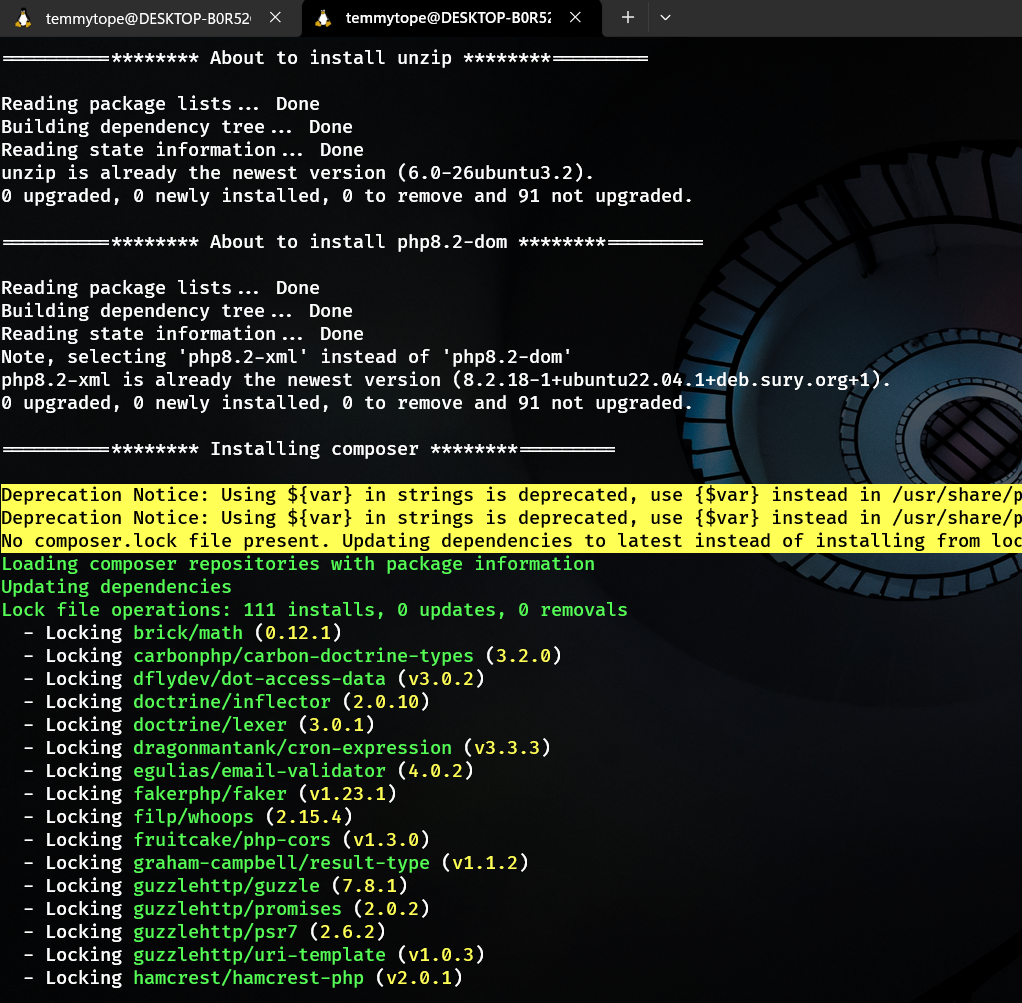 temmytope@DESKTOP-B0R52
temmytope@DESKTOP-B0R52
==========******** About to install unzip ********=========
Reading package lists... Done
Building dependency tree... Done
Reading state information... Done
unzip is already the newest version (6.0-26ubuntu3.2).
0 upgraded, 0 newly installed, 0 to remove and 91 not upgraded.
==========******** About to install php8.2-dom ********=========
Reading package lists... Done
Building dependency tree... Done
Reading state information... Done
Note, selecting 'php8.2-xml' instead of 'php8.2-dom'
php8.2-xml is already the newest version (8.2.18-1+ubuntu22.04.1+deb.sury.org+1).
0 upgraded, 0 newly installed, 0 to remove and 91 not upgraded.
==========******** Installing composer ********=========
Deprecation Notice: Using ${var} in strings is deprecated, use {$var} instead in /usr/share/p
Deprecation Notice: Using ${var} in strings is deprecated, use {$var} instead in /usr/share/p
No composer.lock file present. Updating dependencies to latest instead of installing from loc
Loading composer repositories with package information
Updating dependencies
Lock file operations: 111 installs, 0 updates, 0 removals
- Locking brick/math (0.12.1)
- Locking carbonphp/carbon-doctrine-types (3.2.0)
- Locking dflydev/dot-access-data (v3.0.2)
- Locking doctrine/inflector (2.0.10)
- Locking doctrine/lexer (3.0.1)
- Locking dragonmantank/cron-expression (v3.3.3)
- Locking egulias/email-validator (4.0.2)
- Locking fakerphp/faker (v1.23.1)
- Locking filp/whoops (2.15.4)
- Locking fruitcake/php-cors (v1.3.0)
- Locking graham-campbell/result-type (v1.1.2)
- Locking guzzlehttp/guzzle (7.8.1)
- Locking guzzlehttp/promises (2.0.2)
- Locking guzzlehttp/psr7 (2.6.2)
- Locking guzzlehttp/uri-template (v1.0.3)
- Locking hamcrest/hamcrest-php (v2.0.1)